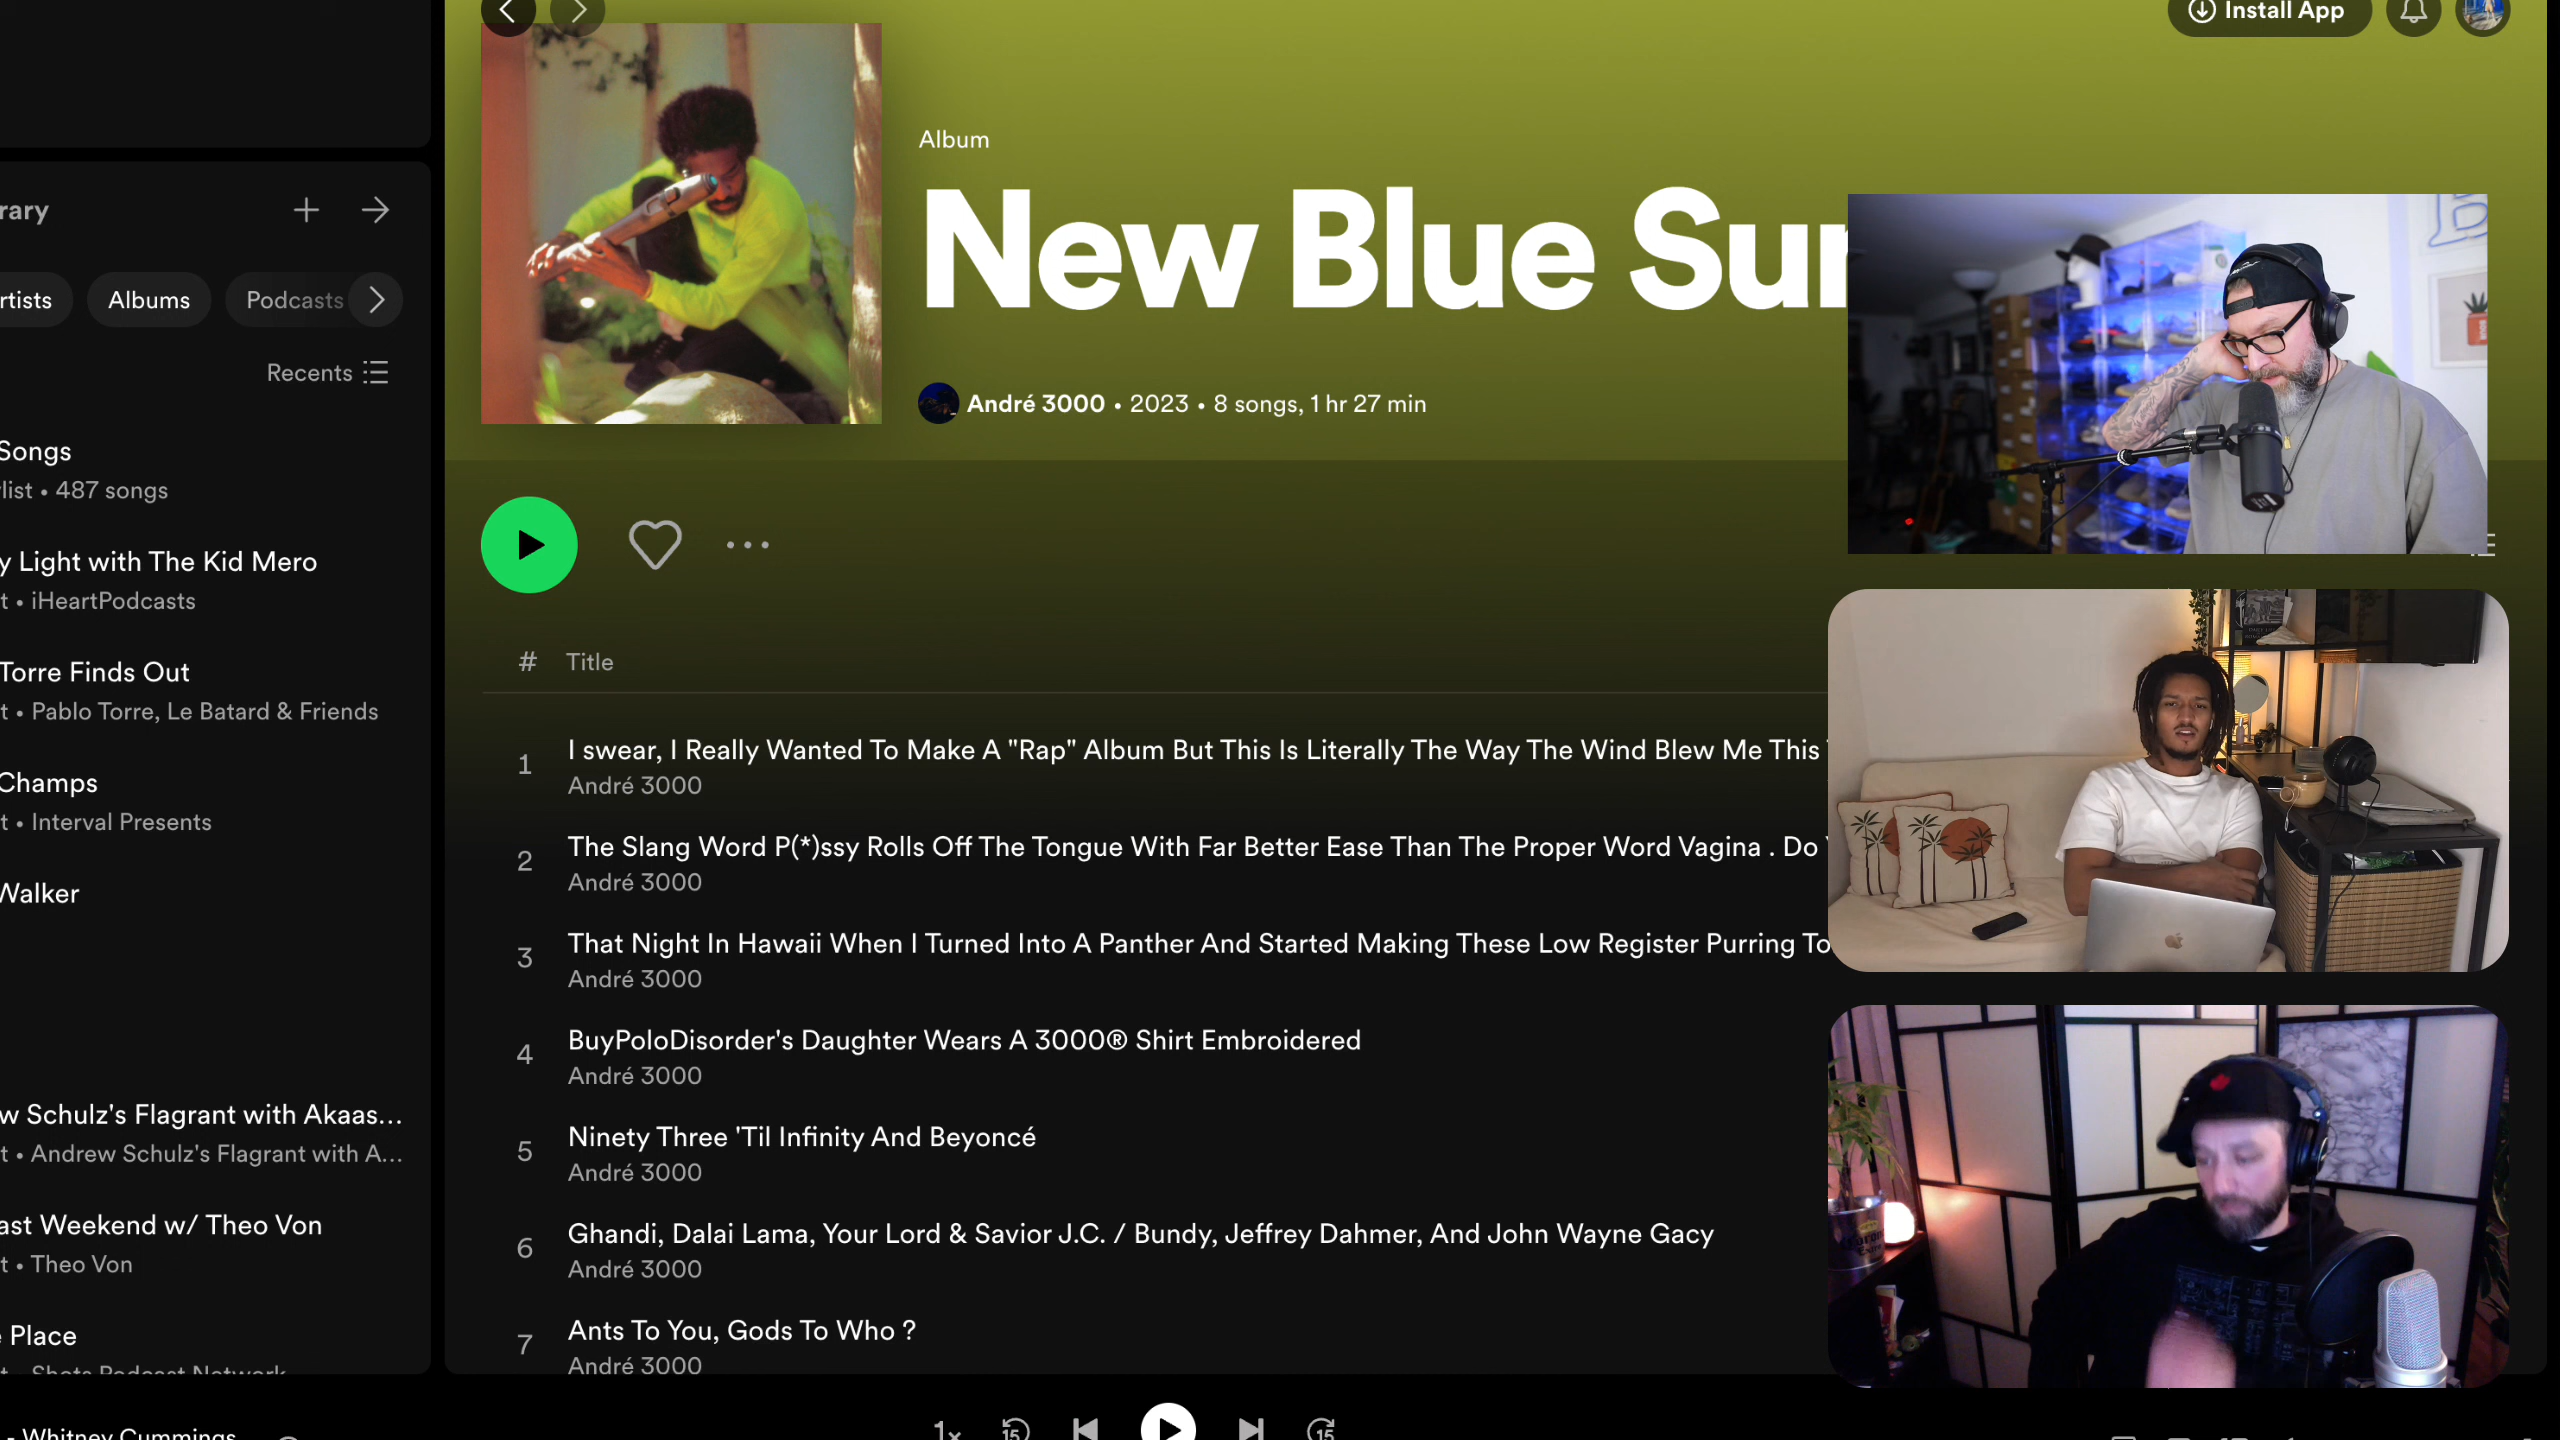 Install App
Album
New Blue Sun
André 3000 • 2023 • 8 songs, 1 hr 27 min
rary
rtists
Albums
Podcasts
Recents
Songs
list • 487 songs
y Light with The Kid Mero
t • iHeartPodcasts
Torre Finds Out
t • Pablo Torre, Le Batard & Friends
Champs
t • Interval Presents
Walker
w Schulz's Flagrant with Akaas...
t • Andrew Schulz's Flagrant with A...
ast Weekend w/ Theo Von
t • Theo Von
e Place
t • Shots Podcast Network
- Whitney Cummings
# Title
1 I swear, I Really Wanted To Make A "Rap" Album But This Is Literally The Way The Wind Blew Me This
André 3000
2 The Slang Word P(*)ssy Rolls Off The Tongue With Far Better Ease Than The Proper Word Vagina . Do
André 3000
3 That Night In Hawaii When I Turned Into A Panther And Started Making These Low Register Purring To
André 3000
4 BuyPoloDisorder's Daughter Wears A 3000® Shirt Embroidered
André 3000
5 Ninety Three 'Til Infinity And Beyoncé
André 3000
6 Ghandi, Dalai Lama, Your Lord & Savior J.C. / Bundy, Jeffrey Dahmer, And John Wayne Gacy
André 3000
7 Ants To You, Gods To Who ?
André 3000
1x
15
15